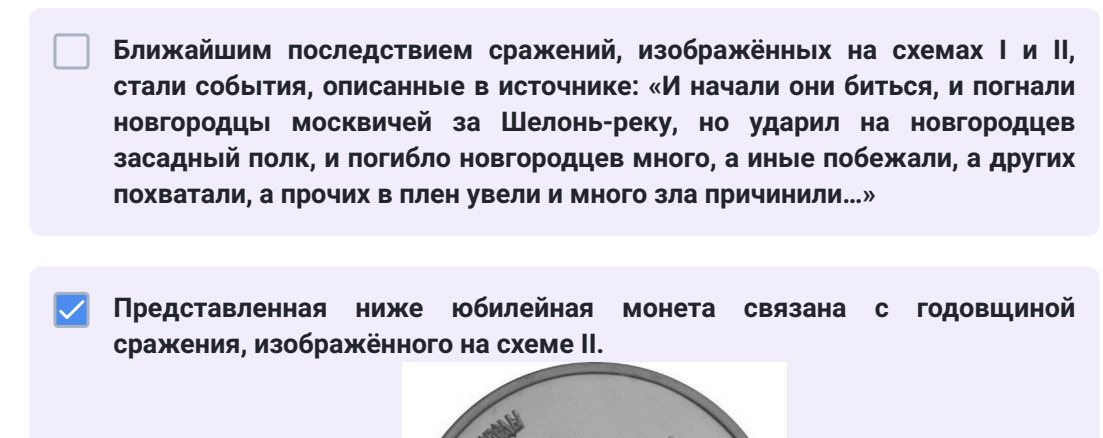 Ближайшим последствием сражений, изображённых на схемах I и II,
стали события, описанные в источнике: «И начали они биться, и погнали
новгородцы москвичей за Шелонь-реку, но ударил на новгородцев
засадный полк, и погибло новгородцев много, а иные побежали, а других
похватали, а прочих в плен увели и много зла причинили...»
Представленная ниже юбилейная монета связана с годовщиной
сражения, изображённого на схеме II.